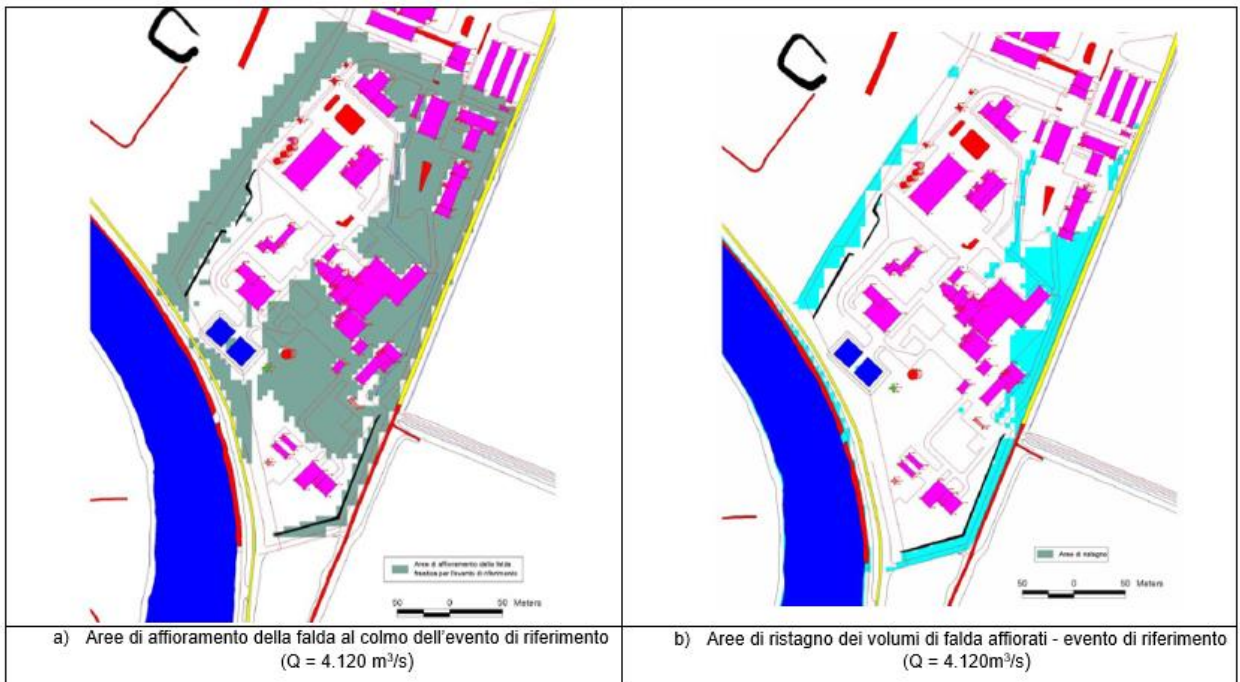 Aree di affioramento della falda
freatica per l'evento di riferimento
50 0 50 Meters
Aree di ristagno
50 0 50 Meters
a) Aree di affioramento della falda al colmo dell'evento di riferimento
(Q = 4.120 m³/s)
b) Aree di ristagno dei volumi di falda affiorati - evento di riferimento
(Q = 4.120m³/s)